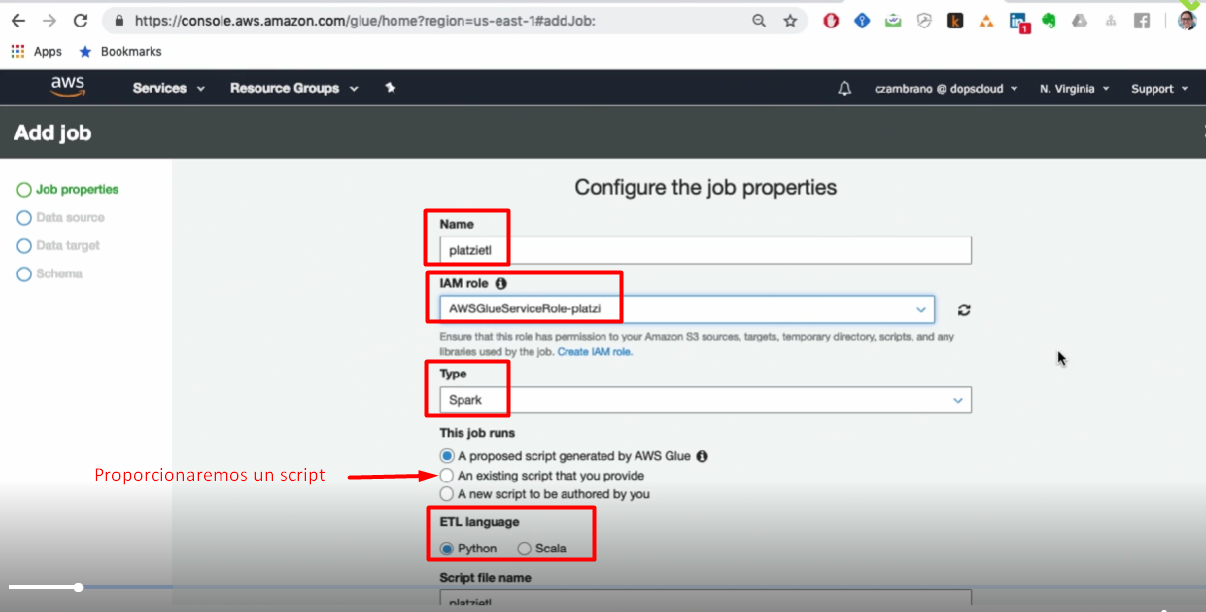 https://console.aws.amazon.com/glue/home?region=us-east-1#addJob:
Apps Bookmarks
aws Services Resource Groups czambrano @ dopsdoud N. Virginia Support
Add job
Job properties
Data source
Data target
Schema
Configure the job properties
Name
platzietl
IAM role
AWSGlueServiceRole-platzi
Ensure that this role has permission to your Amazon S3 sources, targets, temporary directory, scripts, and any
libraries used by the job. Create IAM role.
Type
Spark
This job runs
A proposed script generated by AWS Glue
Proporcionaremos un script
An existing script that you provide
A new script to be authored by you
ETL language
Python Scala
Script file name
platzietl